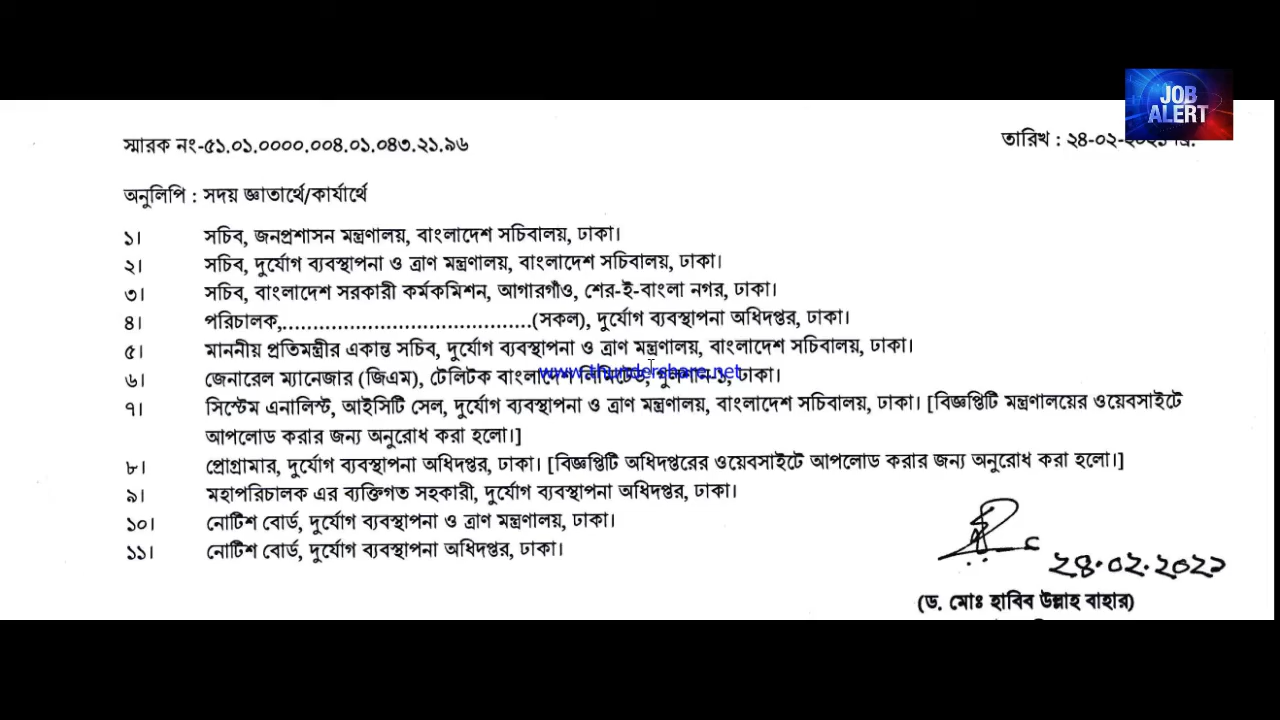 JOB
ALERT
স্মারক নং-৫১.০১.০০০০.০০৪.০১.০৪৩.২১.৯৬
তারিখ : ২৪-০২-২০২১
অনুলিপি : সদয় জ্ঞাতার্থে/কার্যার্থে
১। সচিব, জনপ্রশাসন মন্ত্রণালয়, বাংলাদেশ সচিবালয়, ঢাকা।
২। সচিব, দুর্যোগ ব্যবস্থাপনা ও ত্রাণ মন্ত্রণালয়, বাংলাদেশ সচিবালয়, ঢাকা।
৩। সচিব, বাংলাদেশ সরকারী কর্মকমিশন, আগারগাঁও, শের-ই-বাংলা নগর, ঢাকা।
৪। পরিচালক,..........................................(সকল), দুর্যোগ ব্যবস্থাপনা অধিদপ্তর, ঢাকা।
৫। মাননীয় প্রতিমন্ত্রীর একান্ত সচিব, দুর্যোগ ব্যবস্থাপনা ও ত্রাণ মন্ত্রণালয়, বাংলাদেশ সচিবালয়, ঢাকা।
৬। জেনারেল ম্যানেজার (জিএম), টেলিটক বাংলাদেশ লিমিটেড, গুলশান-১, ঢাকা।
www.thundershare.net
৭। সিস্টেম এনালিস্ট, আইসিটি সেল, দুর্যোগ ব্যবস্থাপনা ও ত্রাণ মন্ত্রণালয়, বাংলাদেশ সচিবালয়, ঢাকা। [বিজ্ঞপ্তিটি মন্ত্রণালয়ের ওয়েবসাইটে
আপলোড করার জন্য অনুরোধ করা হলো।]
৮। প্রোগ্রামার, দুর্যোগ ব্যবস্থাপনা অধিদপ্তর, ঢাকা। [বিজ্ঞপ্তিটি অধিদপ্তরের ওয়েবসাইটে আপলোড করার জন্য অনুরোধ করা হলো।]
৯। মহাপরিচালক এর ব্যক্তিগত সহকারী, দুর্যোগ ব্যবস্থাপনা অধিদপ্তর, ঢাকা।
১০। নোটিশ বোর্ড, দুর্যোগ ব্যবস্থাপনা ও ত্রাণ মন্ত্রণালয়, ঢাকা।
১১। নোটিশ বোর্ড, দুর্যোগ ব্যবস্থাপনা অধিদপ্তর, ঢাকা।
২৪.০২.২০২১
(ড. মোঃ হাবিব উল্লাহ বাহার)